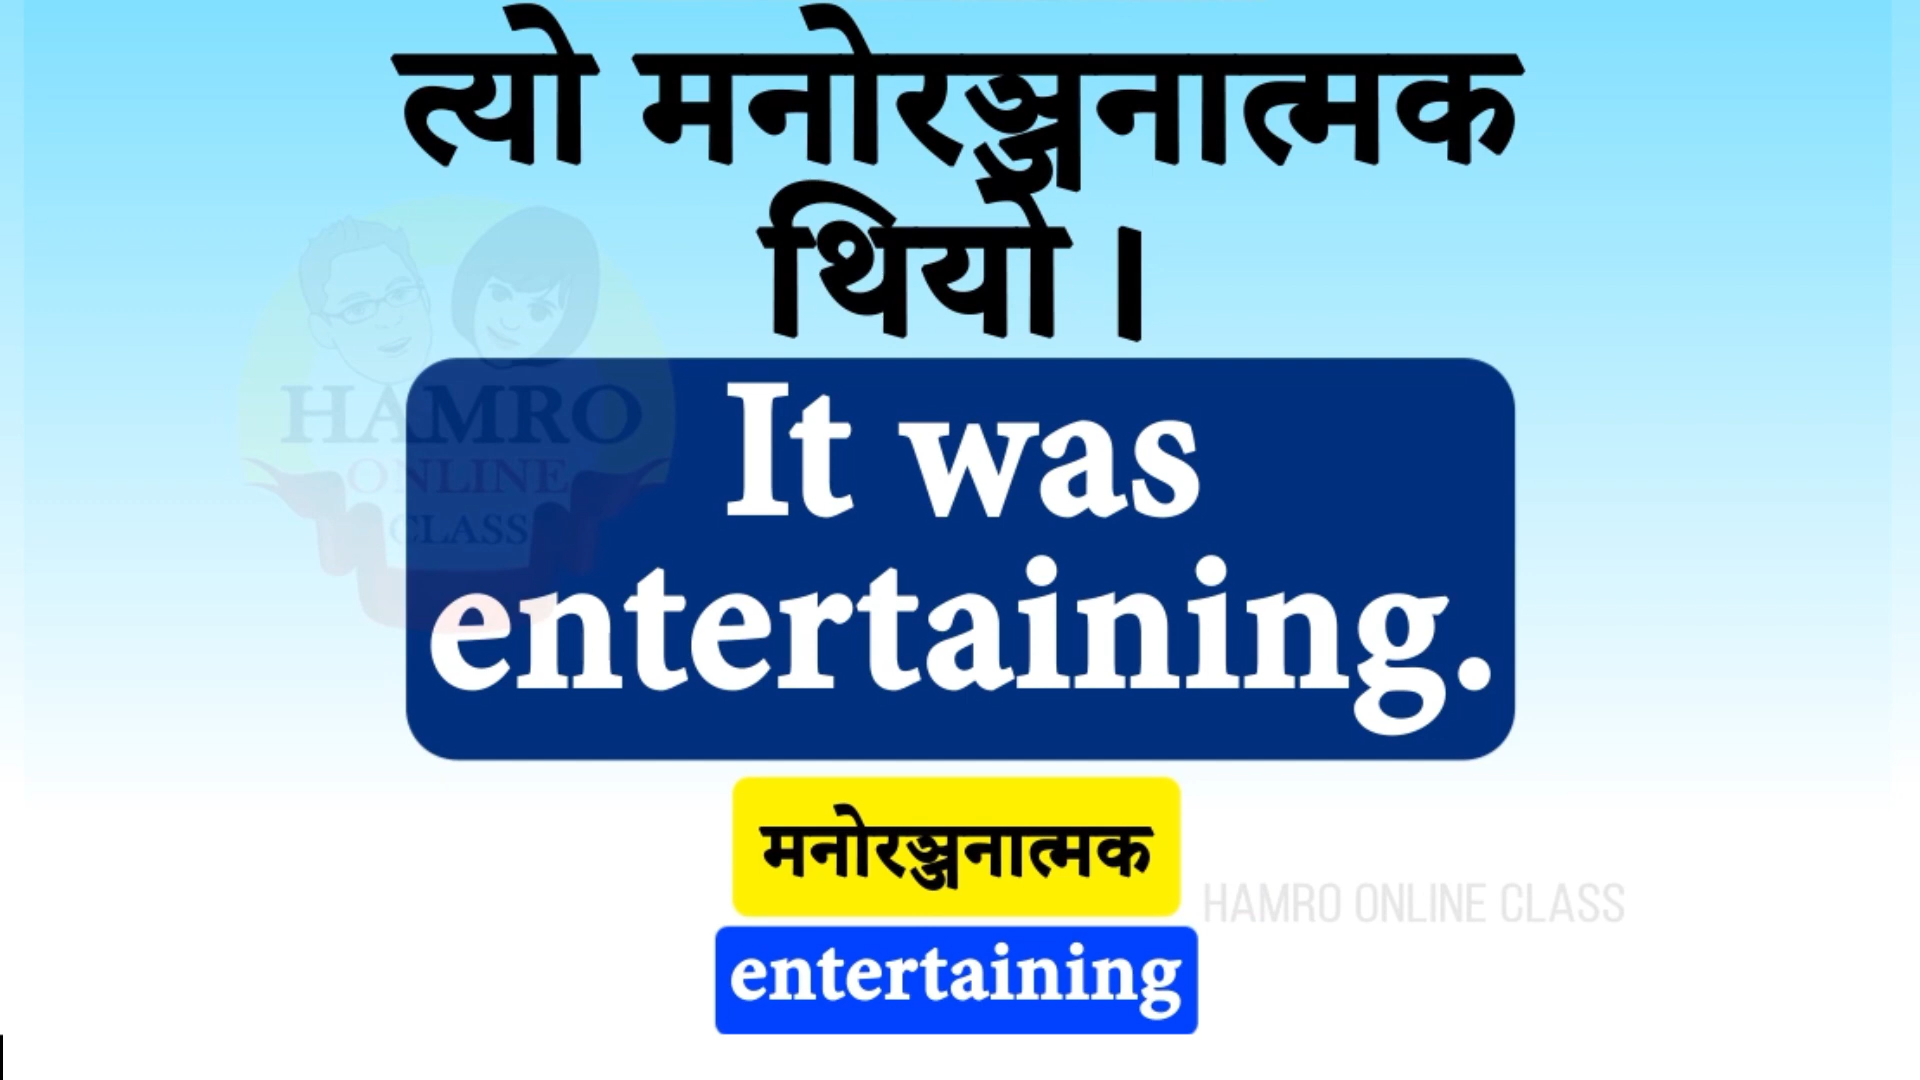 त्यो मनोरञ्जनात्मक
थियो ।
HAMRO
ONLINE
CLASS
It was
entertaining.
मनोरञ्जनात्मक
HAMRO ONLINE CLASS
entertaining